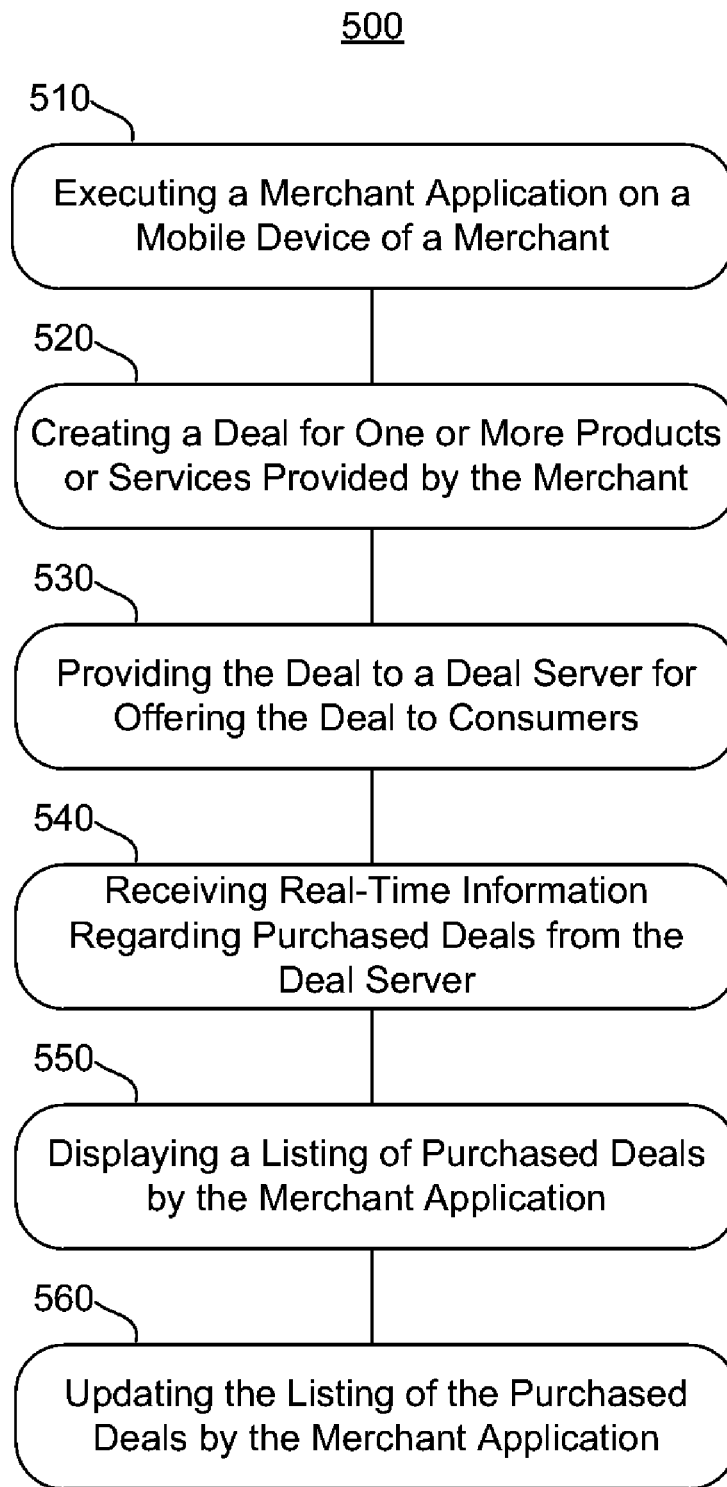 500
510
Executing a Merchant Application on a
Mobile Device of a Merchant
520
Creating a Deal for One or More Products
or Services Provided by the Merchant
530
Providing the Deal to a Deal Server for
Offering the Deal to Consumers
540
Receiving Real-Time Information
Regarding Purchased Deals from the
Deal Server
550
Displaying a Listing of Purchased Deals
by the Merchant Application
560
Updating the Listing of the Purchased
Deals by the Merchant Application